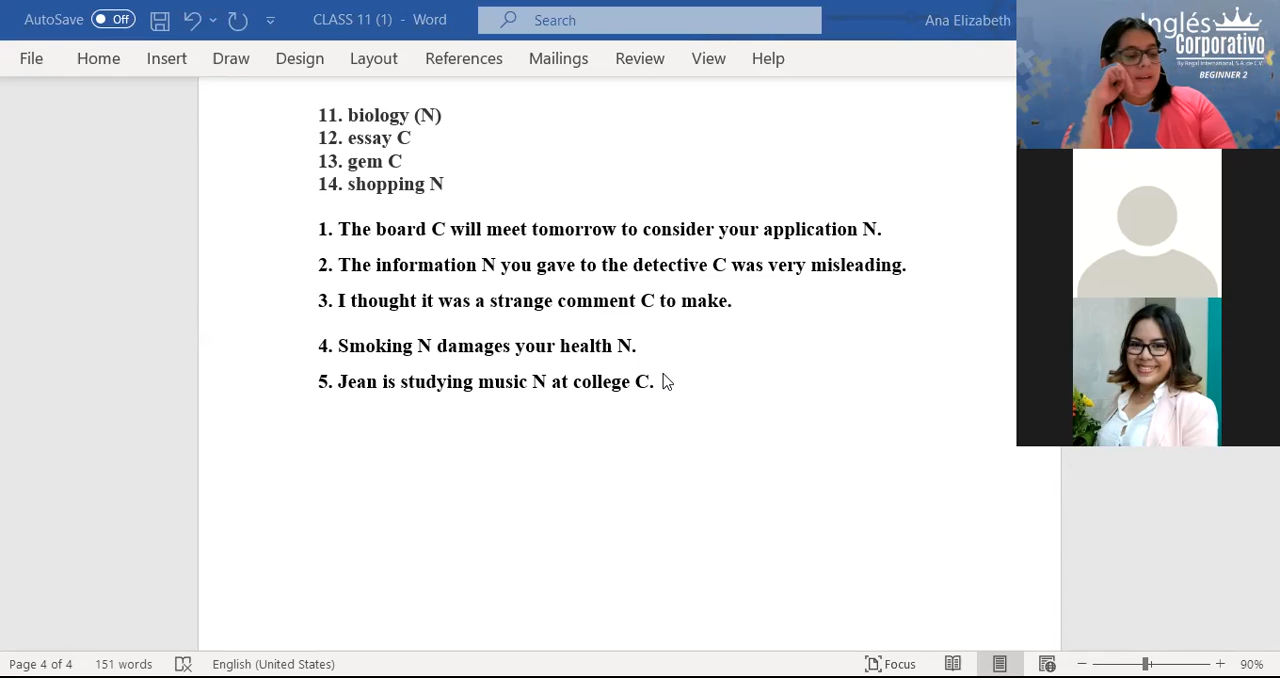 AutoSave Off CLASS 11 (1) - Word Search Ana Elizabeth
File Home Insert Draw Design Layout References Mailings Review View Help
Inglés
Corporativo
By Regal International, S.A. de C.V.
BEGINNER 2
11. biology (N)
12. essay C
13. gem C
14. shopping N
1. The board C will meet tomorrow to consider your application N.
2. The information N you gave to the detective C was very misleading.
3. I thought it was a strange comment C to make.
4. Smoking N damages your health N.
5. Jean is studying music N at college C.
Page 4 of 4 151 words English (United States) Focus 90%